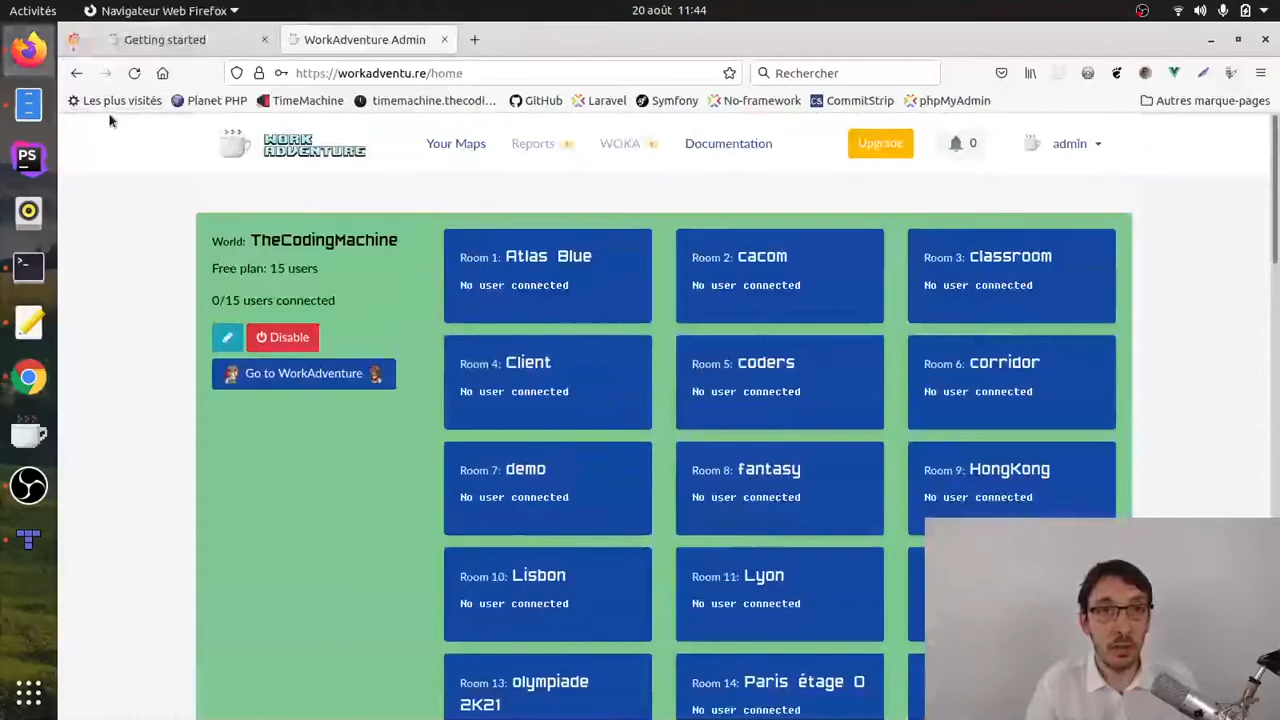 Activités
Navigateur Web Firefox
20 août 11:44
Getting started
WorkAdventure Admin
https://workadventu.re/home
Rechercher
Les plus visités
Planet PHP
TimeMachine
timemachine.thecodi...
GitHub
Laravel
Symfony
No-framework
CS CommitStrip
phpMyAdmin
Autres marque-pages
PS
WORK
ADVENTURE
Your Maps
Reports
WOKA
Documentation
Upgrade
0
admin
World: TheCodingMachine
Free plan: 15 users
0/15 users connected
Disable
Go to WorkAdventure
Room 1: Atlas Blue
No user connected
Room 2: cacom
No user connected
Room 3: classroom
No user connected
Room 4: Client
No user connected
Room 5: coders
No user connected
Room 6: corridor
No user connected
Room 7: demo
No user connected
Room 8: fantasy
No user connected
Room 9: HongKong
No user connected
Room 10: Lisbon
No user connected
Room 11: Lyon
No user connected
Room 13: olympiade
2K21
Room 14: Paris étage 0
No user connected